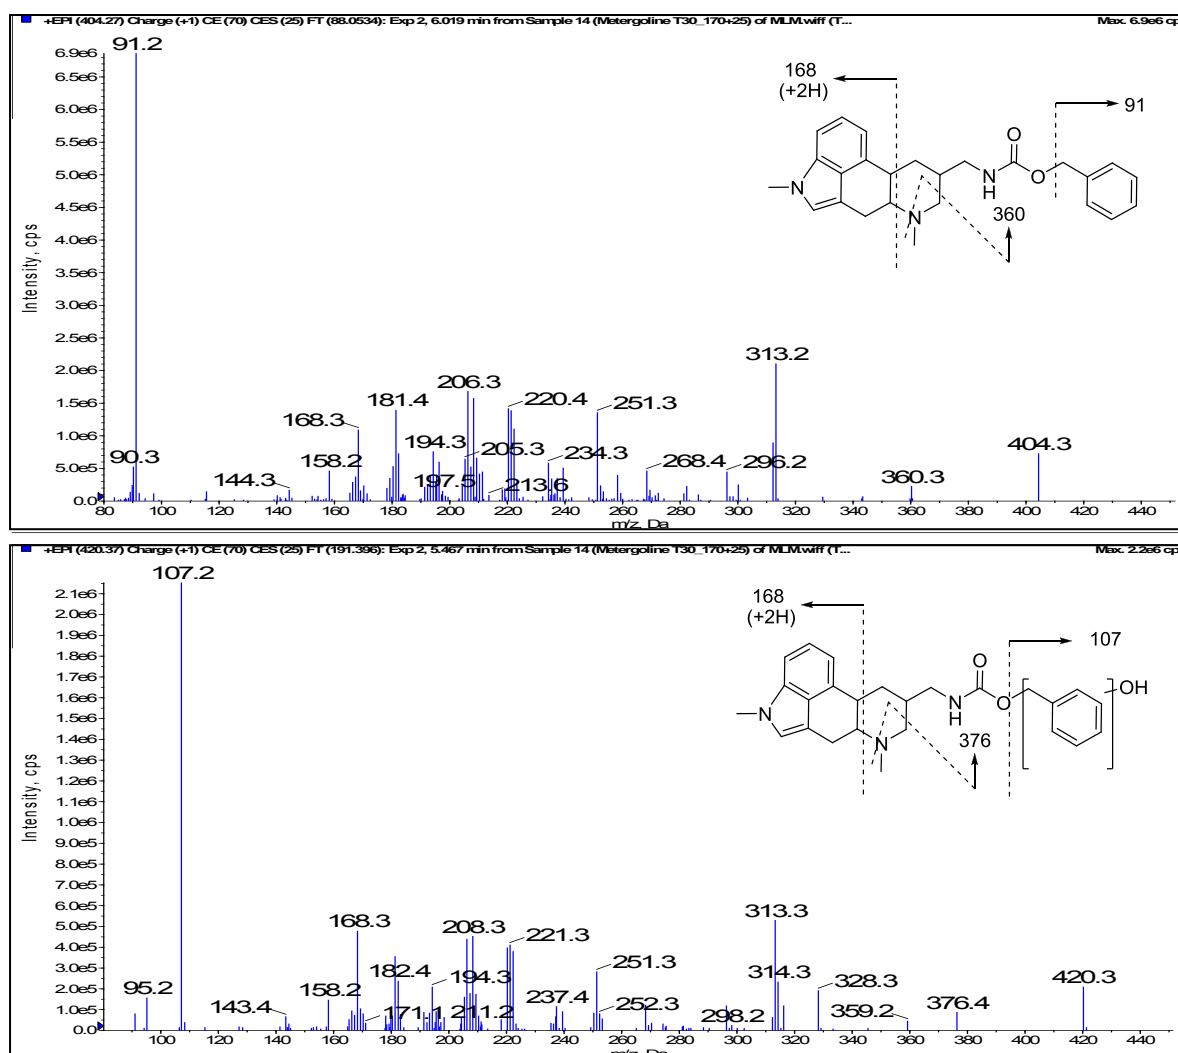 +EPI (404.27) Charge (+1) CE (70) CES (25) FT (88.0534): Exp 2, 6.019 min from Sample 14 (Metergoline T30_170+25) of MLM.wiff (T...
Max. 6.9e6 cp
91.2
6.9e6
6.5e6
6.0e6
5.5e6
5.0e6
4.5e6
4.0e6
3.5e6
3.0e6
2.5e6
2.0e6
1.5e6
1.0e6
5.0e5
0.0
Intensity, cps
168
(+2H)
91
O
N
N
H
O
N
360
313.2
206.3
181.4
220.4
251.3
168.3
194.3
205.3
234.3
90.3
158.2
268.4
296.2
404.3
144.3
197.5
213.6
360.3
80 100 120 140 160 180 200 220 240 260 280 300 320 340 360 380 400 420 440
m/z, Da
+EPI (420.37) Charge (+1) CE (70) CES (25) FT (191.396): Exp 2, 5.467 min from Sample 14 (Metergoline T30_170+25) of MLM.wiff (T...
Max. 2.2e6 cp
107.2
2.1e6
2.0e6
1.9e6
1.8e6
1.7e6
1.6e6
1.5e6
1.4e6
1.3e6
1.2e6
1.1e6
1.0e6
9.0e5
8.0e5
7.0e5
6.0e5
5.0e5
4.0e5
3.0e5
2.0e5
1.0e5
0.0
Intensity, cps
168
(+2H)
107
O
OH
N
N
H
O
N
376
313.3
168.3
208.3
221.3
182.4
194.3
251.3
314.3
328.3
420.3
95.2
158.2
237.4
252.3
143.4
171.1
211.2
298.2
359.2
376.4
80 100 120 140 160 180 200 220 240 260 280 300 320 340 360 380 400 420 440
m/z, Da